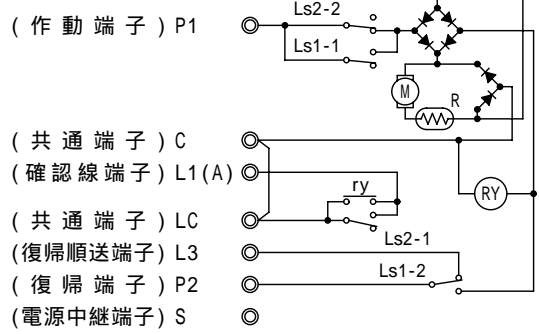 (作動端子)P1
Ls2-2
Ls1-1
M
R
(共通端子)C
(確認線端子)L1(A)
ry
RY
(共通端子)LC
Ls2-1
(復帰順送端子)L3
Ls1-2
(復帰端子)P2
(電源中継端子)S